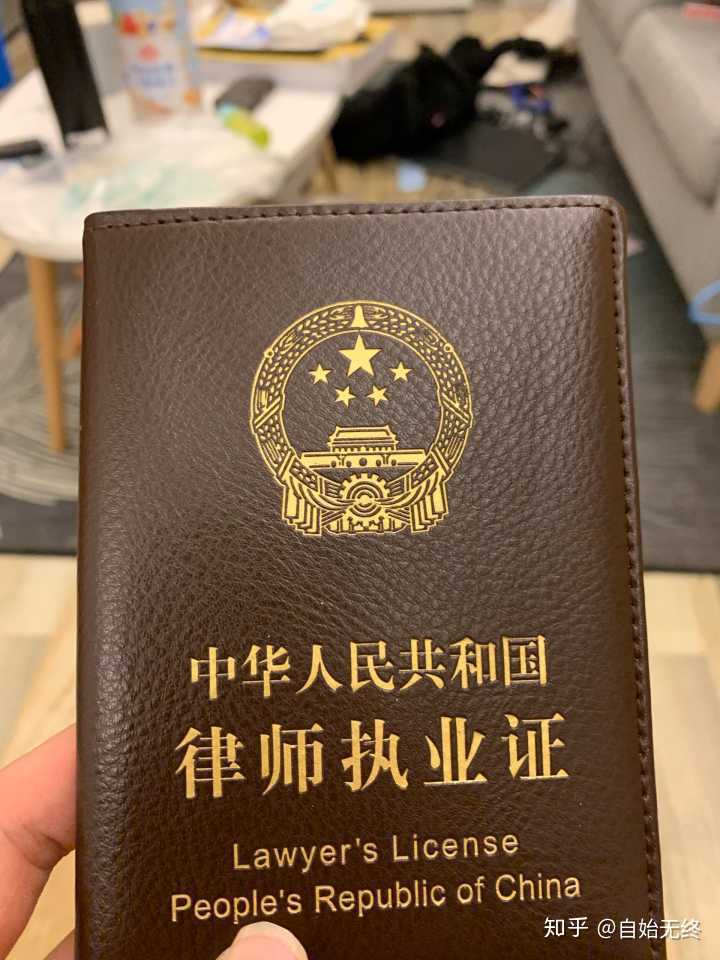 中华人民共和国
律师执业证
Lawyer's License
People's Republic of China
知乎 @自始无终